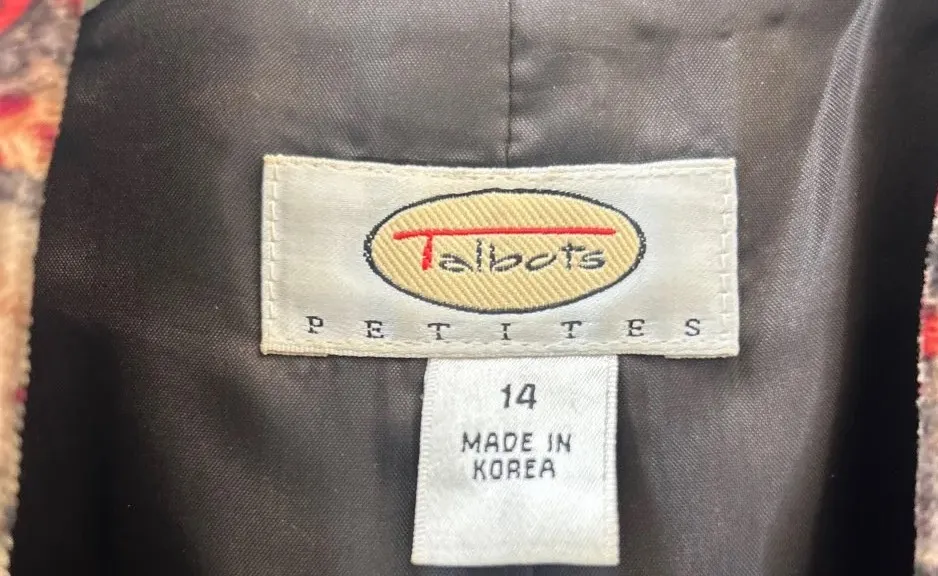 Talbots
PETITES
14
MADE IN
KOREA